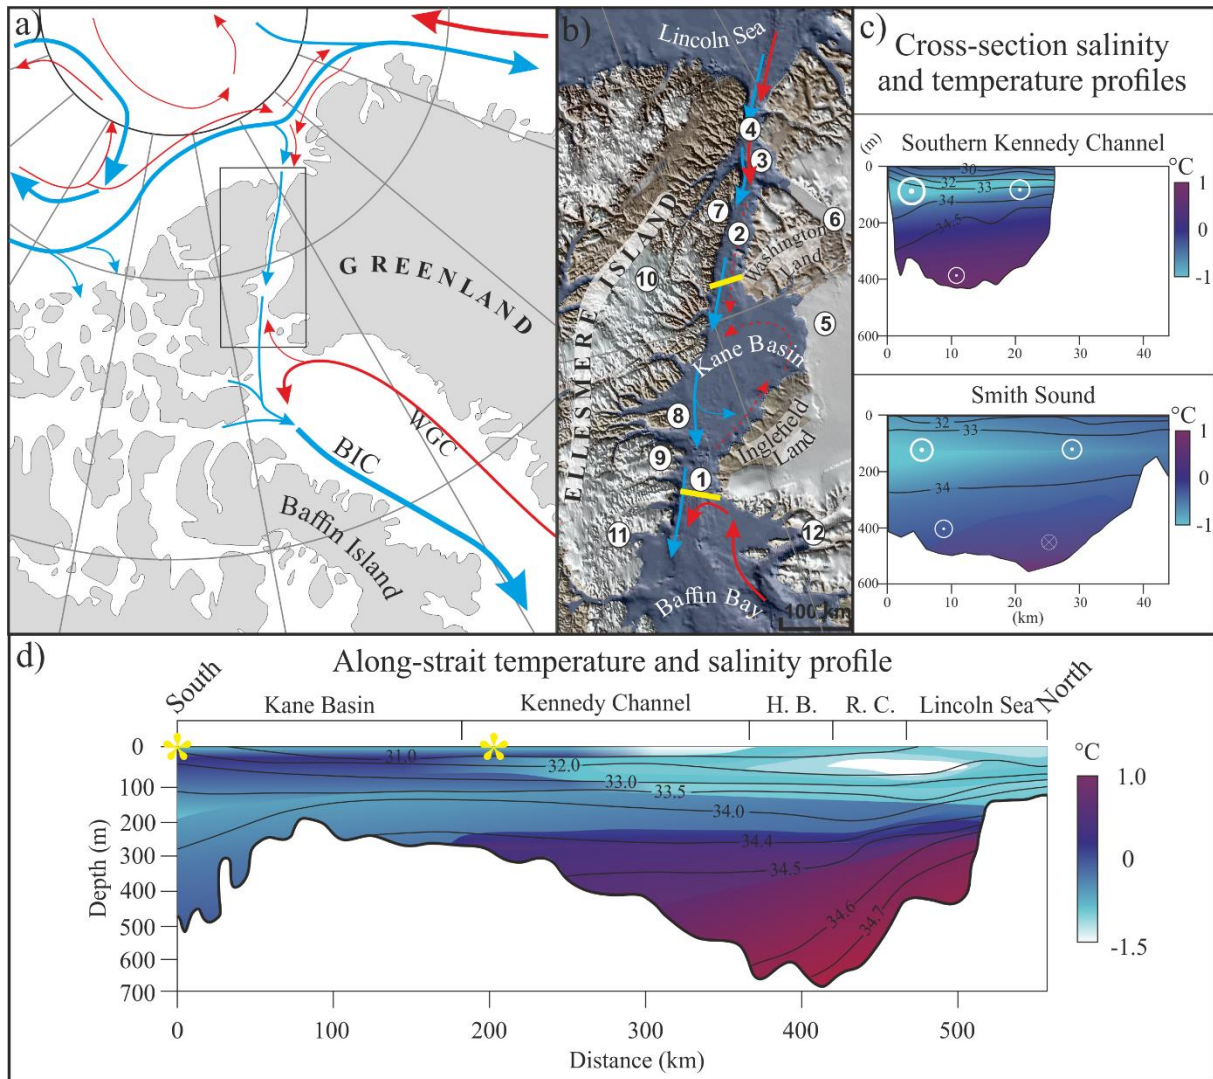 a)
GREENLAND
WGC
BIC
Baffin Island
b)
Lincoln Sea
4
3
7
6
2
Washington
Land
10
ELLESMERE ISLAND
5
Kane Basin
8
Inglefield
Land
9
1
11
12
Baffin Bay
100 km
c)
Cross-section salinity
and temperature profiles
Southern Kennedy Channel
(m)
0
200
400
600
30
32
33
34
34.5
0 20 40
°C
1
0
-1
Smith Sound
0
200
400
600
32
33
34
0 10 20 30 40
(km)
°C
1
0
-1
d)
Along-strait temperature and salinity profile
South
North
Kane Basin
Kennedy Channel
H. B.
R. C.
Lincoln Sea
0
100
200
300
400
500
600
700
Depth (m)
31.0
32.0
33.0
33.5
34.0
34.4
34.5
34.6
34.7
0 100 200 300 400 500
Distance (km)
°C
1.0
0
-1.5